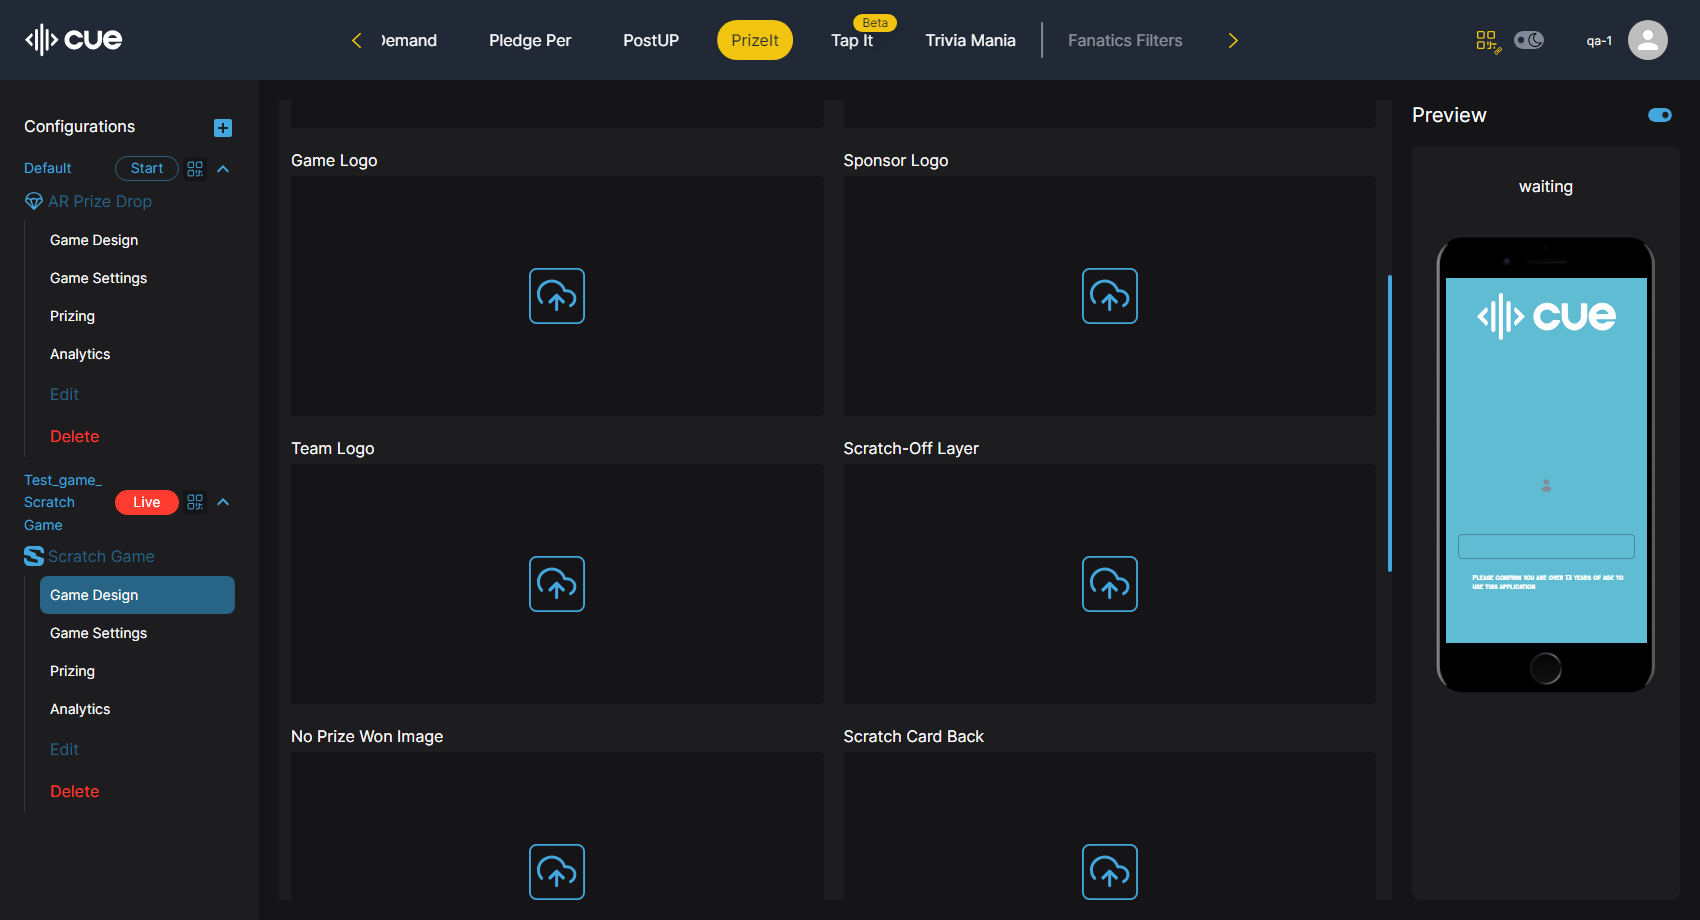 cue
Demand
Pledge Per
PostUP
PrizeIt
Beta
Tap It
Trivia Mania
Fanatics Filters
qa-1
Configurations
Default
Start
AR Prize Drop
Game Design
Game Settings
Prizing
Analytics
Edit
Delete
Test_game_
Scratch
Game
Live
Scratch Game
Game Design
Game Settings
Prizing
Analytics
Edit
Delete
Game Logo
Sponsor Logo
Team Logo
Scratch-Off Layer
No Prize Won Image
Scratch Card Back
Preview
waiting
cue
Please confirm you are over 13 years of age to
use this application